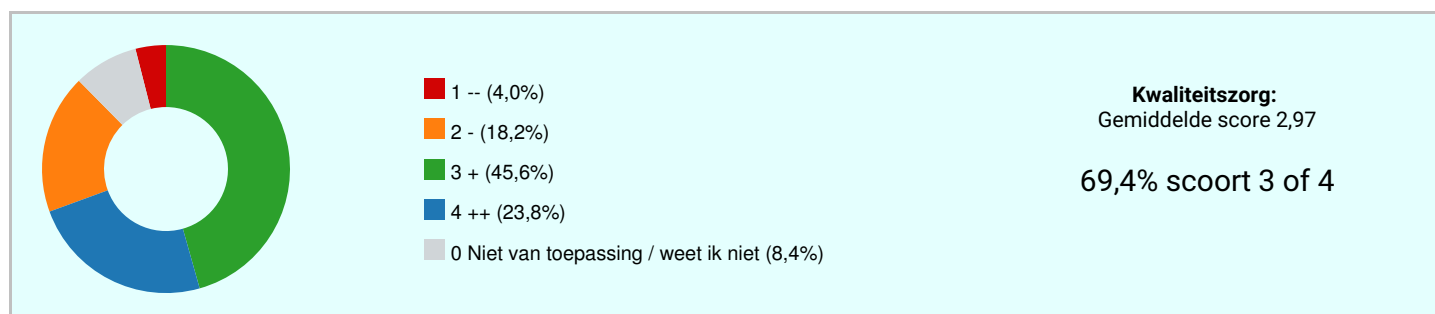 1 -- (4,0%)
2 - (18,2%)
3 + (45,6%)
4 ++ (23,8%)
0 Niet van toepassing / weet ik niet (8,4%)
Kwaliteitszorg:
Gemiddelde score 2,97
69,4% scoort 3 of 4